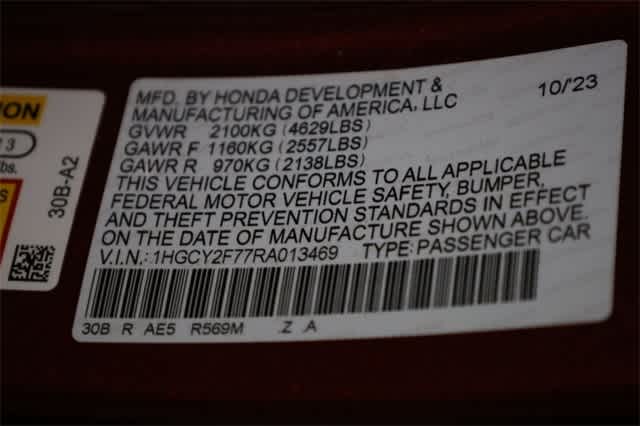 MFD. BY HONDA DEVELOPMENT &
MANUFACTURING OF AMERICA, LLC
10/'23
GVWR 2100KG (4629LBS)
GAWR F 1160KG (2557LBS)
GAWR R 970KG (2138LBS)
THIS VEHICLE CONFORMS TO ALL APPLICABLE
FEDERAL MOTOR VEHICLE SAFETY, BUMPER,
AND THEFT PREVENTION STANDARDS IN EFFECT
ON THE DATE OF MANUFACTURE SHOWN ABOVE.
V.I.N.: 1HGCY2F77RA013469 TYPE: PASSENGER CAR
30B R AE5 R569M Z A
30B-A2